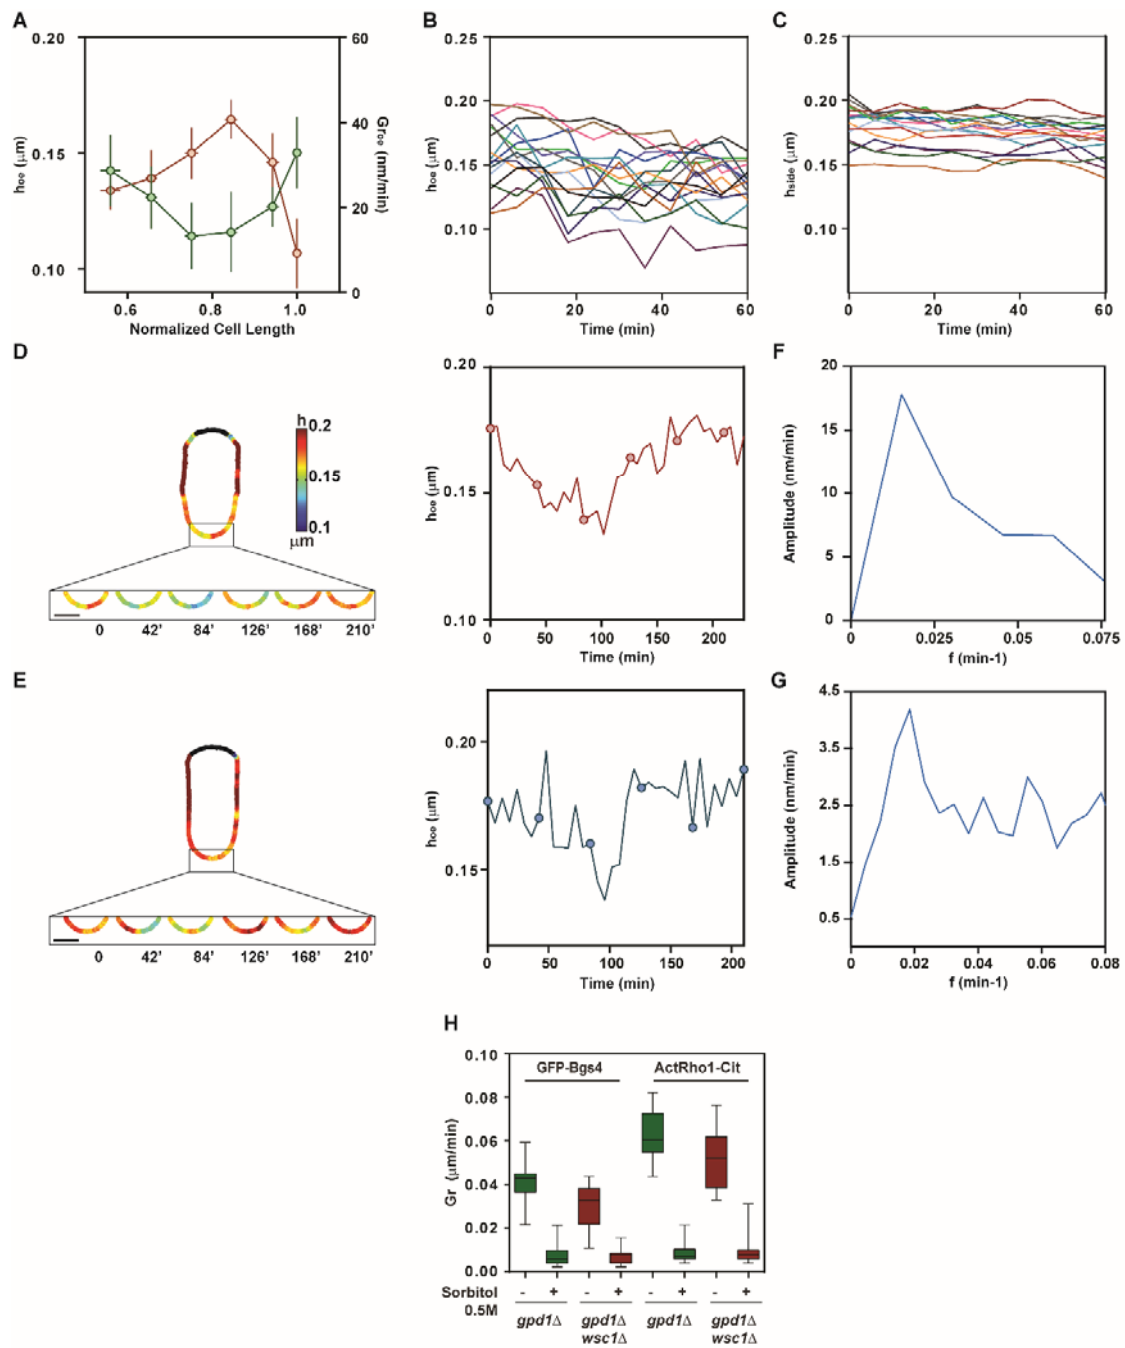 A
0.20
0.15
0.10
hoe (μm)
60
40
20
0
Groe (nm/min)
0.6
0.8
1.0
Normalized Cell Length
B
0.25
0.20
0.15
0.10
hoe (μm)
0
20
40
60
Time (min)
C
0.25
0.20
0.15
0.10
hside (μm)
0
20
40
60
Time (min)
D
h
0.2
0.15
0.1
μm
0
42'
84'
126'
168'
210'
0.20
0.15
0.10
hoe (μm)
0
50
100
150
200
Time (min)
F
20
15
10
5
0
Amplitude (nm/min)
0
0.025
0.05
0.075
f (min-1)
E
0
42'
84'
126'
168'
210'
0.20
0.15
hoe (μm)
0
50
100
150
200
Time (min)
G
4.5
3.5
2.5
1.5
0.5
Amplitude (nm/min)
0
0.02
0.04
0.06
0.08
f (min-1)
H
0.10
0.08
0.06
0.04
0.02
0.00
Gr (μm/min)
GFP-Bgs4
ActRho1-Cit
Sorbitol - + - + - + - +
0.5M
gpd1Δ gpd1Δ gpd1Δ gpd1Δ
wsc1Δ wsc1Δ